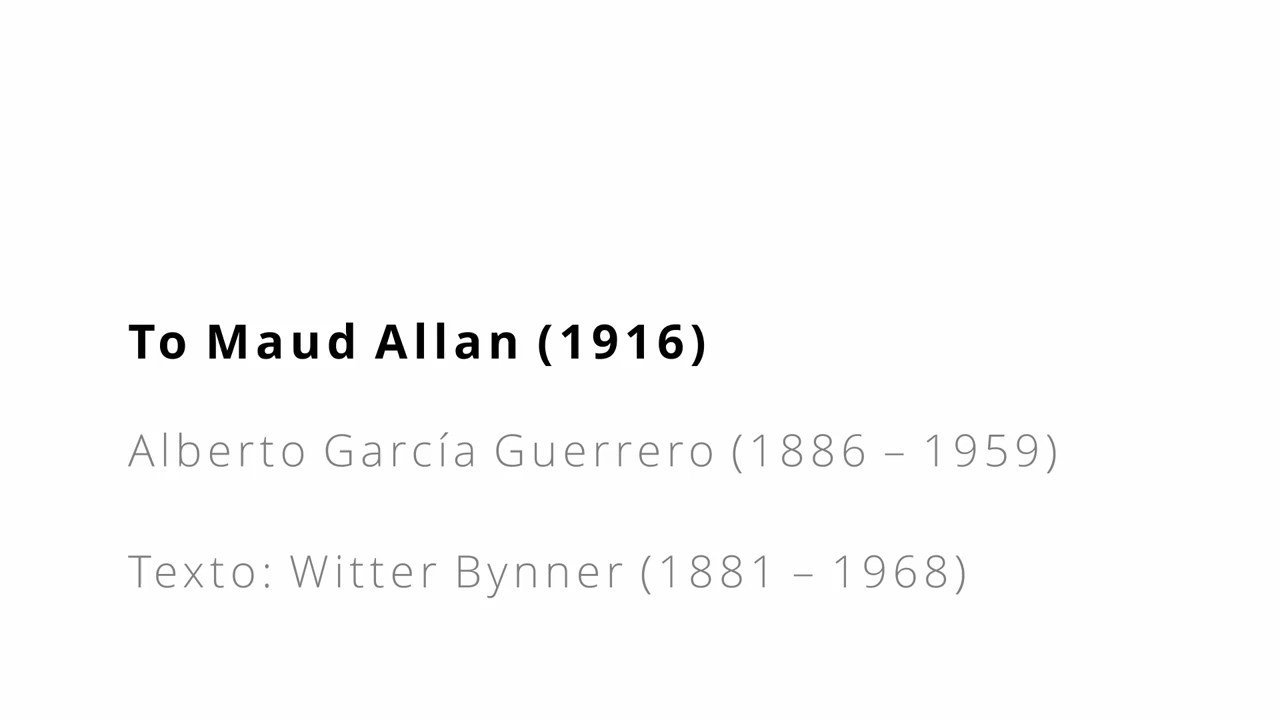 To Maud Allan (1916)
Alberto García Guerrero (1886 – 1959)
Texto: Witter Bynner (1881 – 1968)